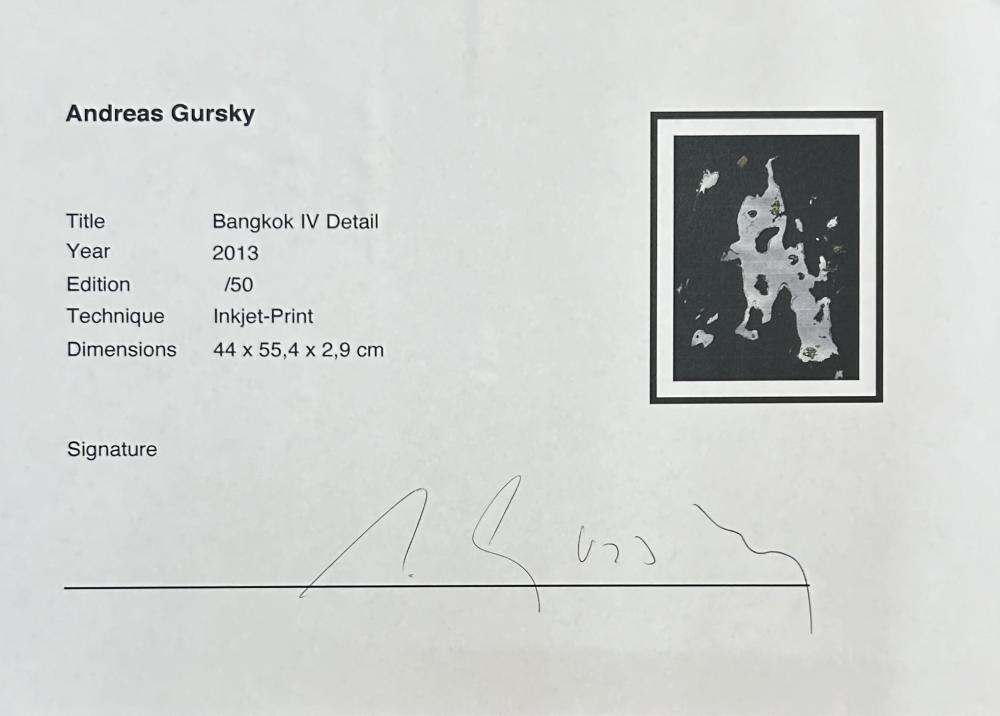 Andreas Gursky
Title Bangkok IV Detail
Year 2013
Edition /50
Technique Inkjet-Print
Dimensions 44 x 55,4 x 2,9 cm
Signature